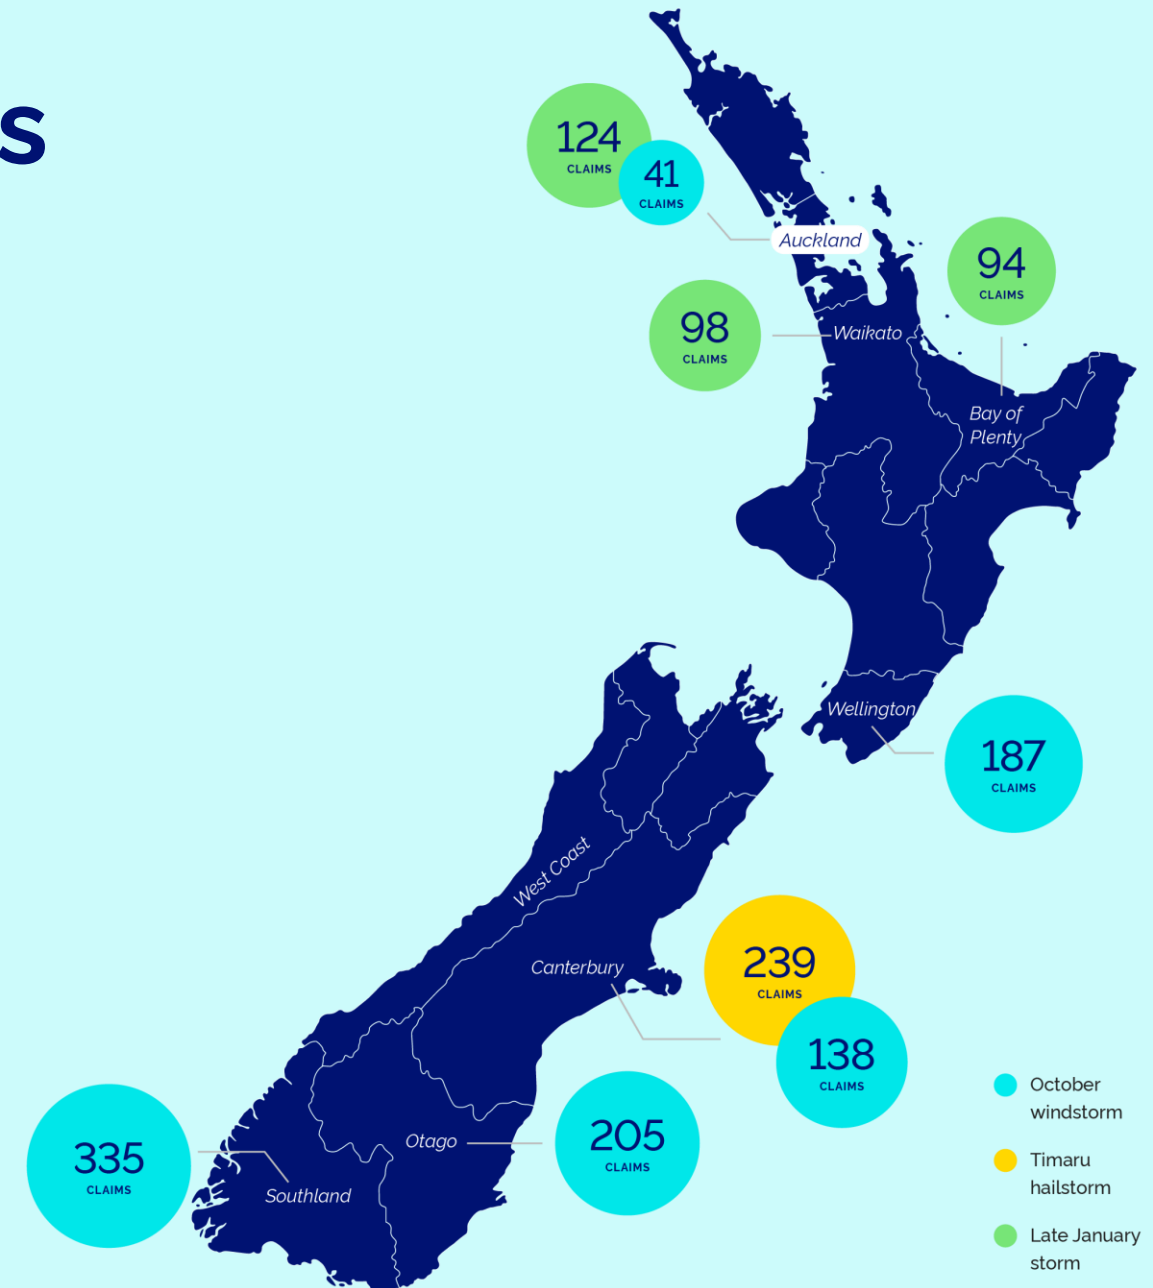 s
124
CLAIMS
41
CLAIMS
Auckland
94
CLAIMS
98
CLAIMS
Waikato
Bay of
Plenty
Wellington
187
CLAIMS
West Coast
Canterbury
239
CLAIMS
138
CLAIMS
335
CLAIMS
Otago
205
CLAIMS
Southland
October
windstorm
Timaru
hailstorm
Late January
storm